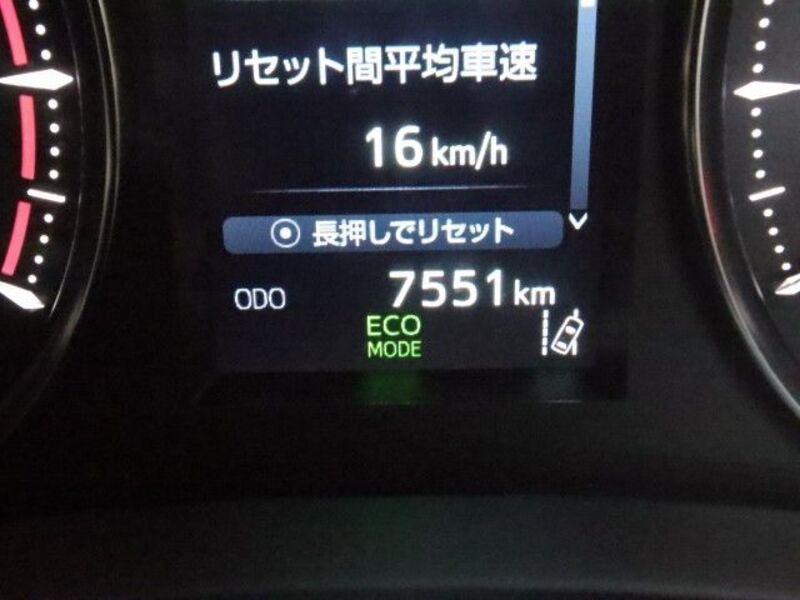 リセット間平均車速
16 km/h
長押しでリセット
ODO 7551 km
ECO
MODE